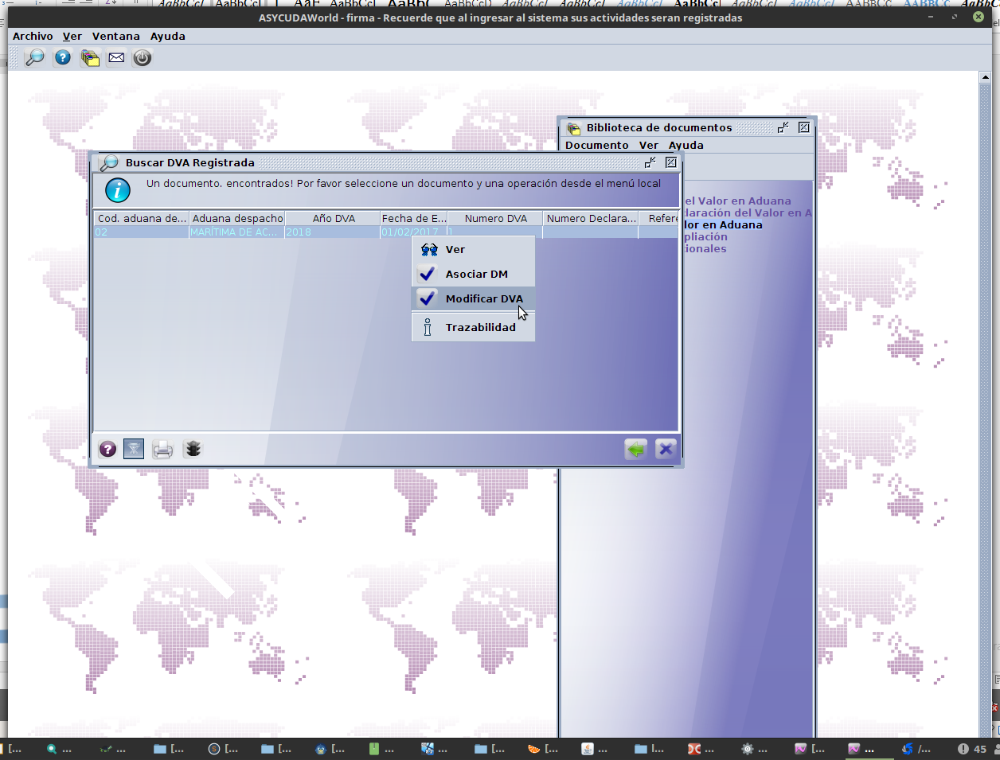 ASYCUDAWorld - firma - Recuerde que al ingresar al sistema sus actividades seran registradas
Archivo Ver Ventana Ayuda
Biblioteca de documentos
Documento Ver Ayuda
Buscar DVA Registrada
Un documento. encontrados! Por favor seleccione un documento y una operación desde el menú local
el Valor en Aduana
laración del Valor en A
lor en Aduana
pliación
ionales
Cod. aduana de... Aduana despacho Año DVA Fecha de E... Numero DVA Numero Declara... Refere
02 MARÍTIMA DE AC... 2018 01/02/2017 1
Ver
Asociar DM
Modificar DVA
Trazabilidad
[... ... ... [... [... [... [... ... ... [... [... ... [... ... ... [... ... /... 45